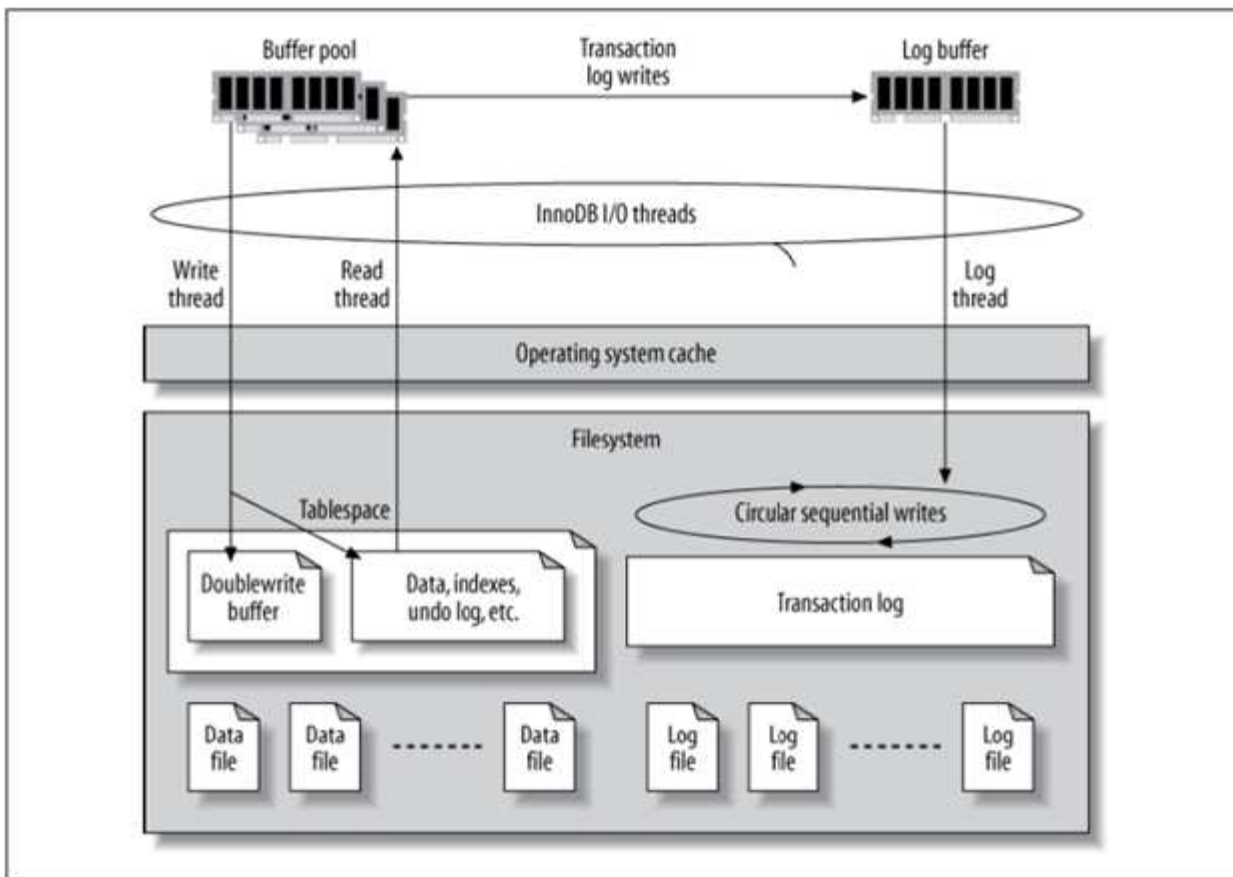 Buffer pool
Transaction
log writes
Log buffer
InnoDB I/O threads
Write
thread
Read
thread
Log
thread
Operating system cache
Filesystem
Tablespace
Circular sequential writes
Doublewrite
buffer
Data, indexes,
undo log, etc.
Transaction log
Data
file
Data
file
Data
file
Log
file
Log
file
Log
file